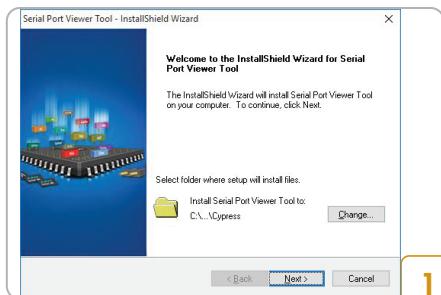 Serial Port Viewer Tool - InstallShield Wizard
Welcome to the InstallShield Wizard for Serial
Port Viewer Tool
The InstallShield Wizard will install Serial Port Viewer Tool
on your computer. To continue, click Next.
Select folder where setup will install files.
Install Serial Port Viewer Tool to:
C:\...\Cypress
Change...
< Back
Next >
Cancel
1